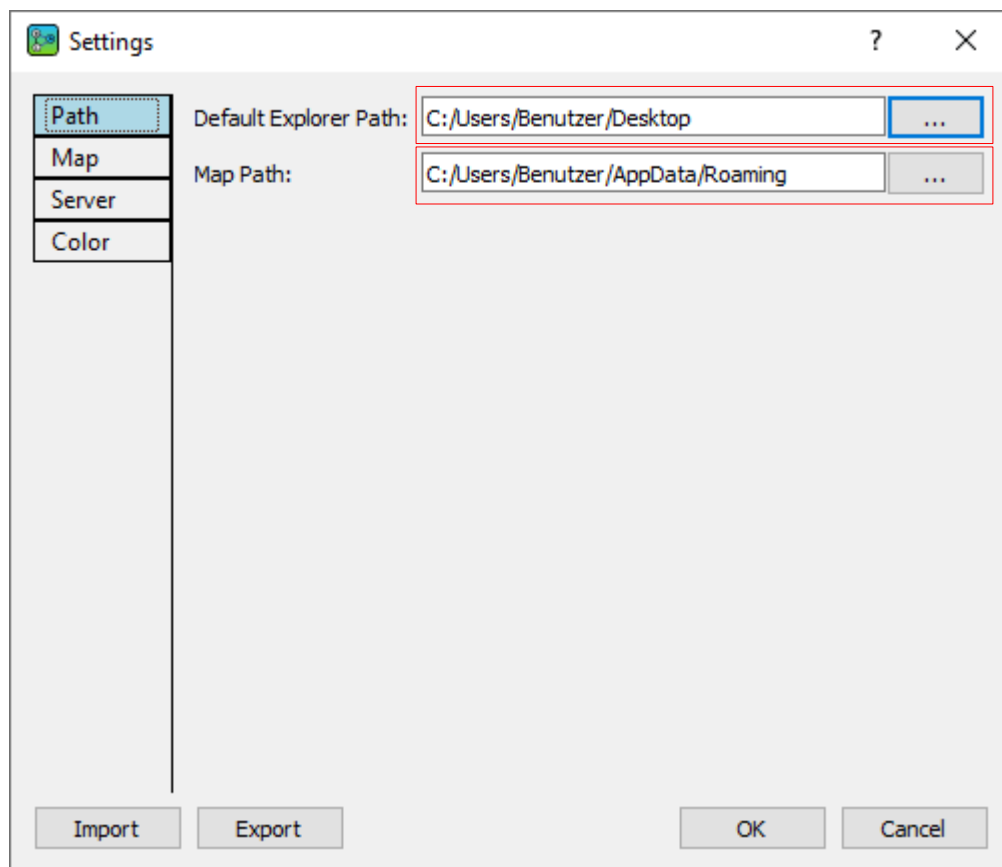 Settings
?
Path
Map
Server
Color
Default Explorer Path: C:/Users/Benutzer/Desktop ...
Map Path: C:/Users/Benutzer/AppData/Roaming ...
Import Export OK Cancel